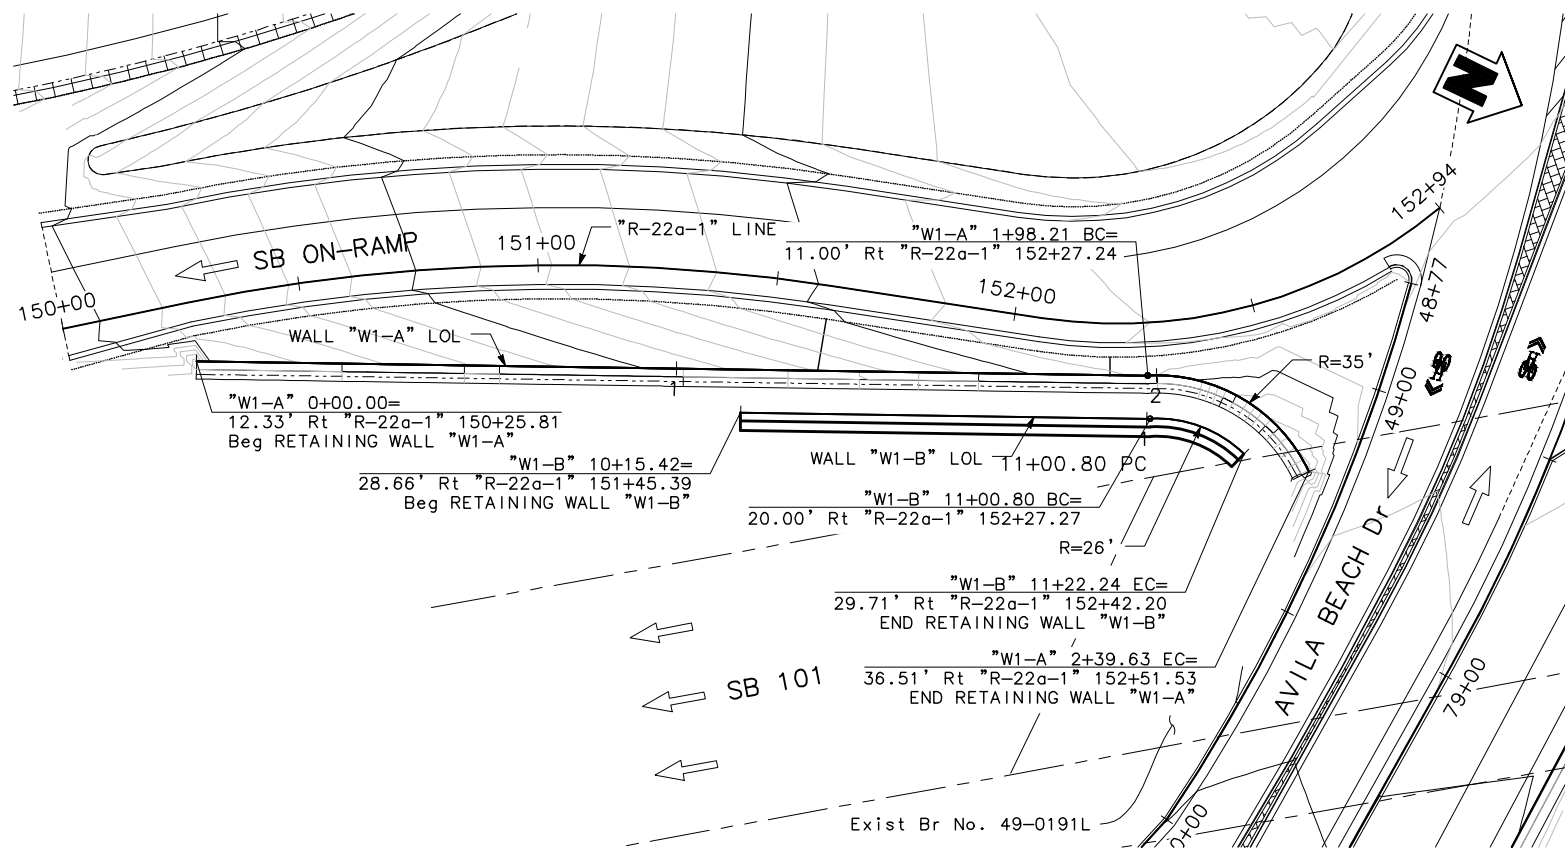 N
152+94
"R-22a-1" LINE
"W1-A" 1+98.21 BC=
11.00' Rt "R-22a-1" 152+27.24
151+00
SB ON-RAMP
152+00
48+77
150+00
WALL "W1-A" LOL
R=35'
1
2
49+00
"W1-A" 0+00.00=
12.33' Rt "R-22a-1" 150+25.81
Beg RETAINING WALL "W1-A"
"W1-B" 10+15.42=
28.66' Rt "R-22a-1" 151+45.39
Beg RETAINING WALL "W1-B"
WALL "W1-B" LOL
1
11+00.80 PC
"W1-B" 11+00.80 BC=
20.00' Rt "R-22a-1" 152+27.27
R=26'
"W1-B" 11+22.24 EC=
29.71' Rt "R-22a-1" 152+42.20
END RETAINING WALL "W1-B"
"W1-A" 2+39.63 EC=
36.51' Rt "R-22a-1" 152+51.53
END RETAINING WALL "W1-A"
SB 101
AVILA BEACH Dr
79+00
Exist Br No. 49-0191L
0+00